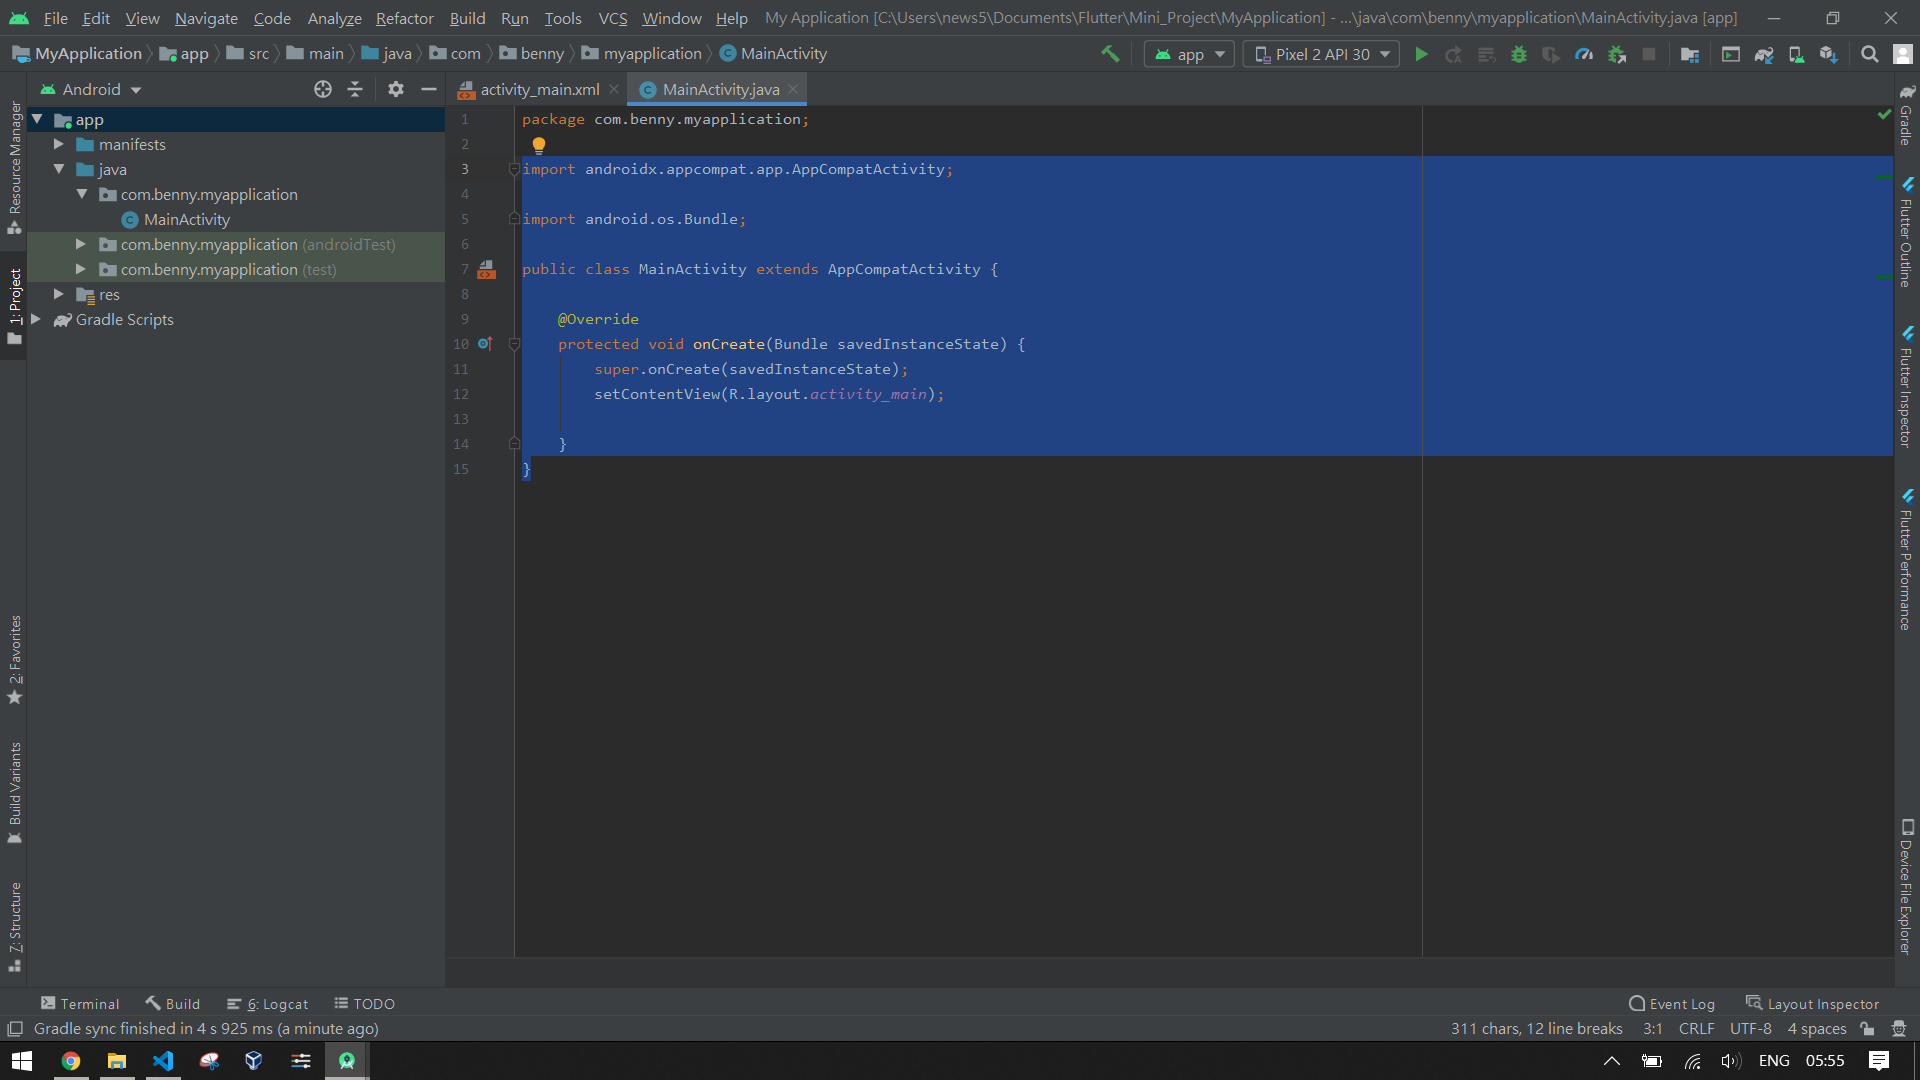 File Edit View Navigate Code Analyze Refactor Build Run Tools VCS Window Help My Application [C:\Users\news5\Documents\Flutter\Mini_Project\MyApplication] - ...\java\com\benny\myapplication\MainActivity.java [app]
MyApplication app src main java com benny myapplication MainActivity app Pixel 2 API 30
Android
activity_main.xml MainActivity.java
app
manifests
java
com.benny.myapplication
MainActivity
com.benny.myapplication (androidTest)
com.benny.myapplication (test)
res
Gradle Scripts
1 package com.benny.myapplication;
2
3 import androidx.appcompat.app.AppCompatActivity;
4
5 import android.os.Bundle;
6
7 public class MainActivity extends AppCompatActivity {
8
9 @Override
10 protected void onCreate(Bundle savedInstanceState) {
11 super.onCreate(savedInstanceState);
12 setContentView(R.layout.activity_main);
13
14 }
15 }
Resource Manager
1: Project
2: Favorites
Build Variants
7: Structure
Gradle
Flutter Outline
Flutter Inspector
Flutter Performance
Device File Explorer
Terminal Build 6: Logcat TODO Event Log Layout Inspector
Gradle sync finished in 4 s 925 ms (a minute ago) 311 chars, 12 line breaks 3:1 CRLF UTF-8 4 spaces
ENG 05:55